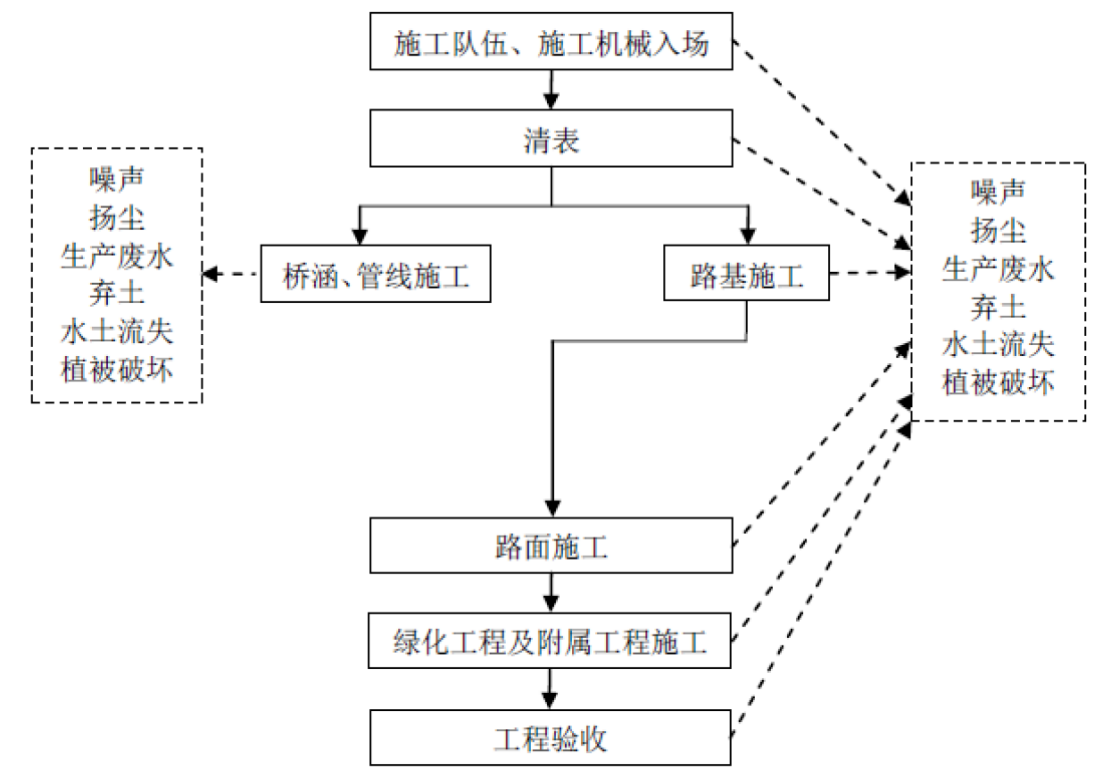 施工队伍、施工机械入场
清表
噪声
扬尘
生产废水
弃土
水土流失
植被破坏
桥涵、管线施工
路基施工
噪声
扬尘
生产废水
弃土
水土流失
植被破坏
路面施工
绿化工程及附属工程施工
工程验收